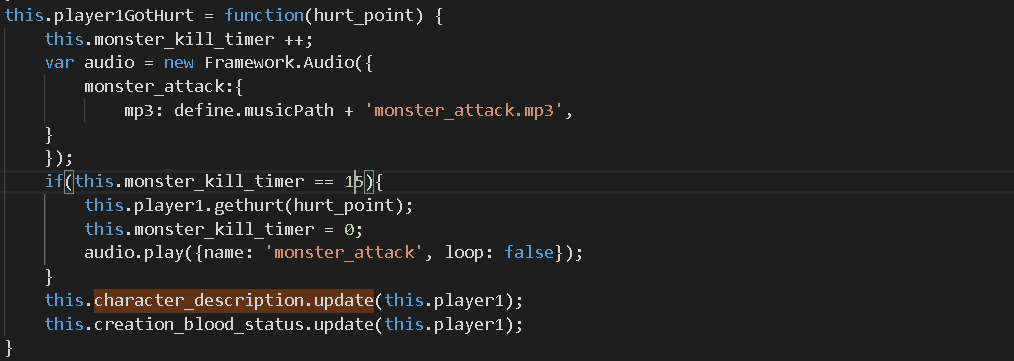 this.player1GotHurt = function(hurt_point) {
    this.monster_kill_timer ++;
    var audio = new Framework.Audio({
        monster_attack:{
            mp3: define.musicPath + 'monster_attack.mp3',
    }
    });
    if(this.monster_kill_timer == 15){
        this.player1.gethurt(hurt_point);
        this.monster_kill_timer = 0;
        audio.play({name: 'monster_attack', loop: false});
    }
    this.character_description.update(this.player1);
    this.creation_blood_status.update(this.player1);
}